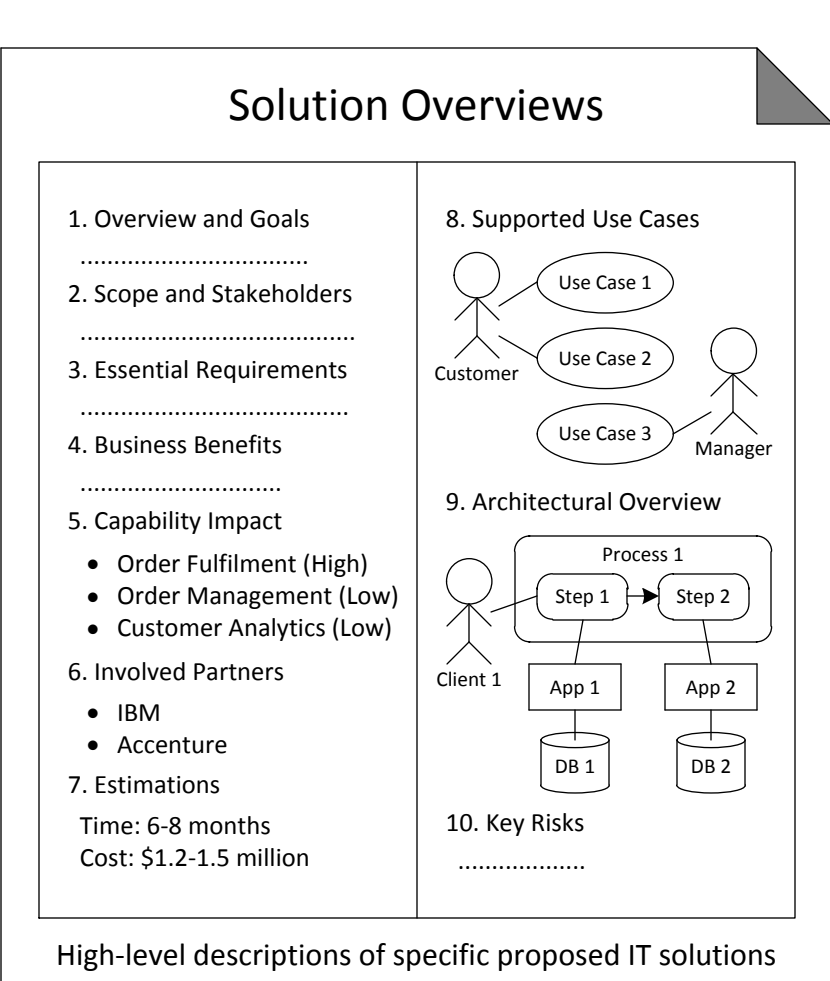 Solution Overviews
1. Overview and Goals
..................................
2. Scope and Stakeholders
.........................................
3. Essential Requirements
........................................
4. Business Benefits
..............................
5. Capability Impact
• Order Fulfilment (High)
• Order Management (Low)
• Customer Analytics (Low)
6. Involved Partners
• IBM
• Accenture
7. Estimations
Time: 6-8 months
Cost: $1.2-1.5 million
8. Supported Use Cases
Use Case 1
Use Case 2
Customer
Use Case 3
Manager
9. Architectural Overview
Process 1
Step 1
Step 2
Client 1
App 1
App 2
DB 1
DB 2
10. Key Risks
...................
High-level descriptions of specific proposed IT solutions